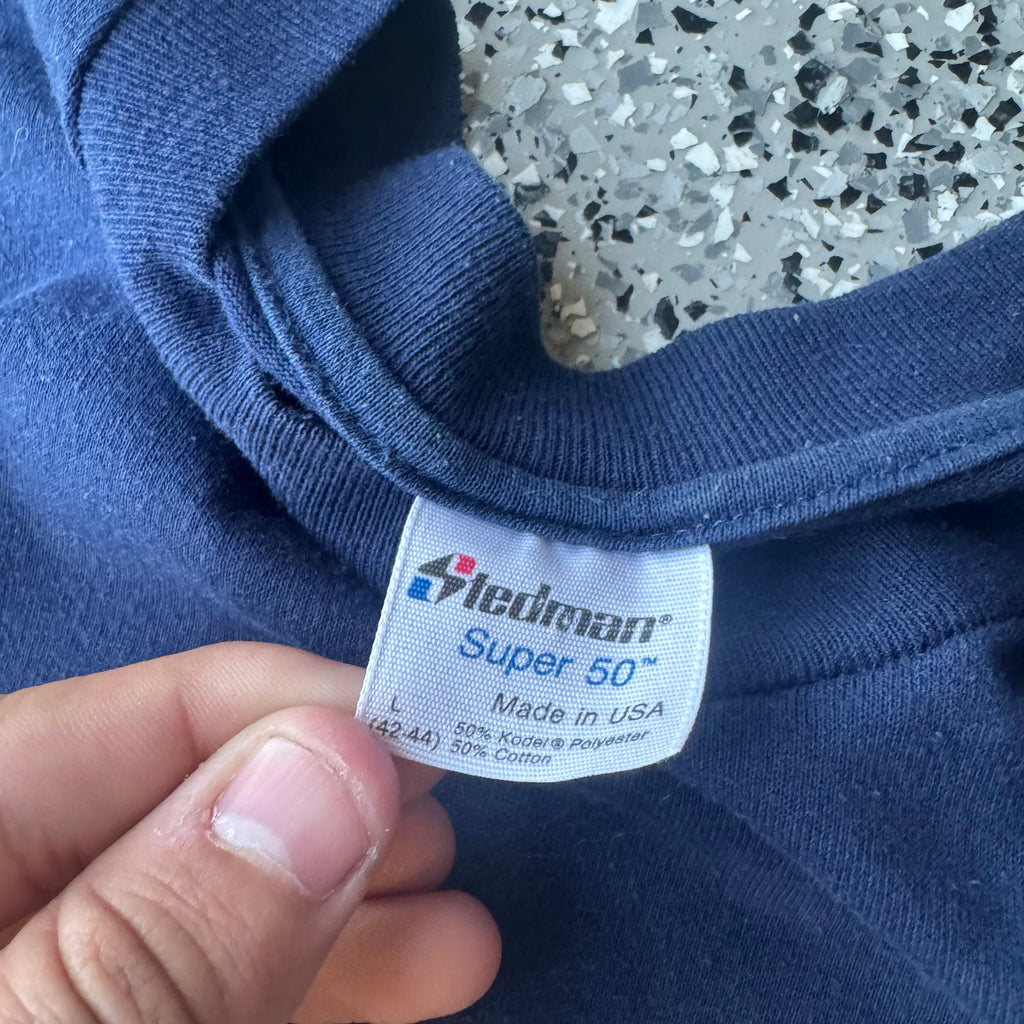 Stedman®
Super 50™
Made in USA
L
(42-44)
50% Kodel® Polyester
50% Cotton